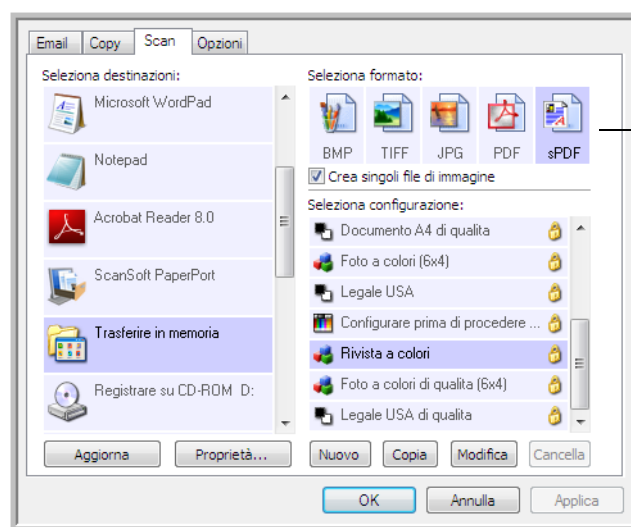 Email Copy Scan Opzioni
Seleziona destinazioni:
Microsoft WordPad
Notepad
Acrobat Reader 8.0
ScanSoft PaperPort
Trasferire in memoria
Registrare su CD-ROM D:
Aggiorna Proprietà...
Seleziona formato:
BMP TIFF JPG PDF sPDF
Crea singoli file di immagine
Seleziona configurazione:
Documento A4 di qualita
Foto a colori (6x4)
Legale USA
Configurare prima di procedere ...
Rivista a colori
Foto a colori di qualita (6x4)
Legale USA di qualita
Nuovo Copia Modifica Cancella
OK Annulla Applica